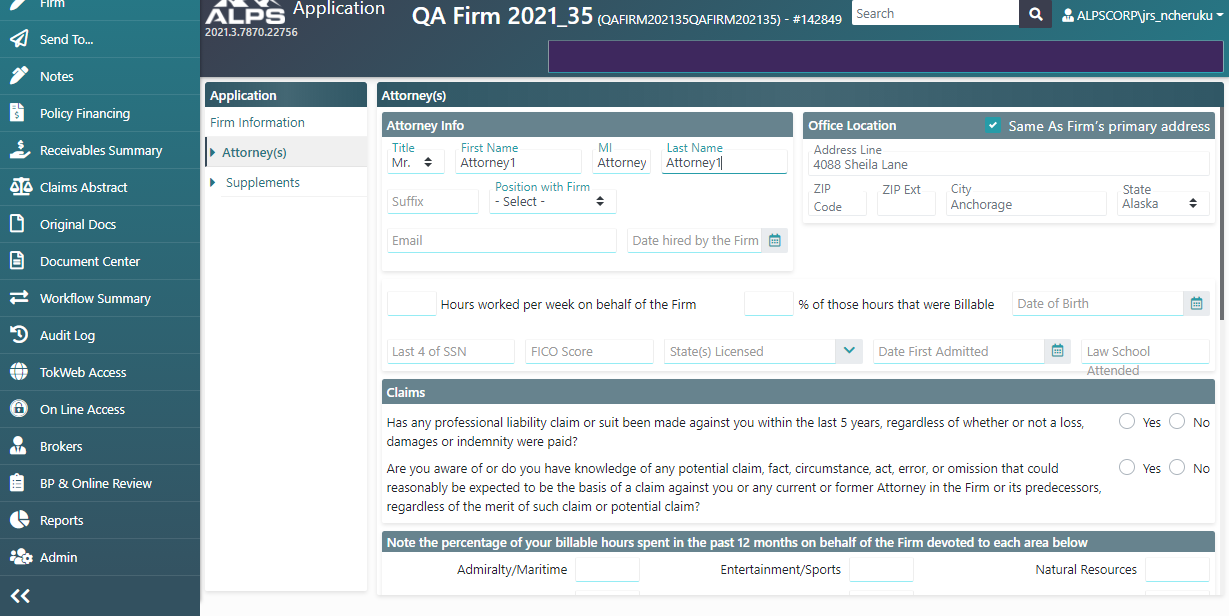 Firm
Send To...
Notes
Policy Financing
Receivables Summary
Claims Abstract
Original Docs
Document Center
Workflow Summary
Audit Log
TokWeb Access
On Line Access
Brokers
BP & Online Review
Reports
Admin
ALPS
2021.3.7870.22756
Application
QA Firm 2021_35 (QAFIRM202135QAFIRM202135) - #142849
Search
ALPSCORP\jrs_ncheruku
Application
Firm Information
Attorney(s)
Supplements
Attorney(s)
Attorney Info
Title
Mr.
First Name
Attorney1
MI
Attorney
Last Name
Attorney1
Suffix
Position with Firm
- Select -
Email
Date hired by the Firm
Office Location
Same As Firm's primary address
Address Line
4088 Sheila Lane
ZIP
Code
ZIP Ext
City
Anchorage
State
Alaska
Hours worked per week on behalf of the Firm
% of those hours that were Billable
Date of Birth
Last 4 of SSN
FICO Score
State(s) Licensed
Date First Admitted
Law School
Attended
Claims
Has any professional liability claim or suit been made against you within the last 5 years, regardless of whether or not a loss,
damages or indemnity were paid?
Yes No
Are you aware of or do you have knowledge of any potential claim, fact, circumstance, act, error, or omission that could
reasonably be expected to be the basis of a claim against you or any current or former Attorney in the Firm or its predecessors,
regardless of the merit of such claim or potential claim?
Yes No
Note the percentage of your billable hours spent in the past 12 months on behalf of the Firm devoted to each area below
Admiralty/Maritime
Entertainment/Sports
Natural Resources